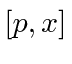 [p, x]